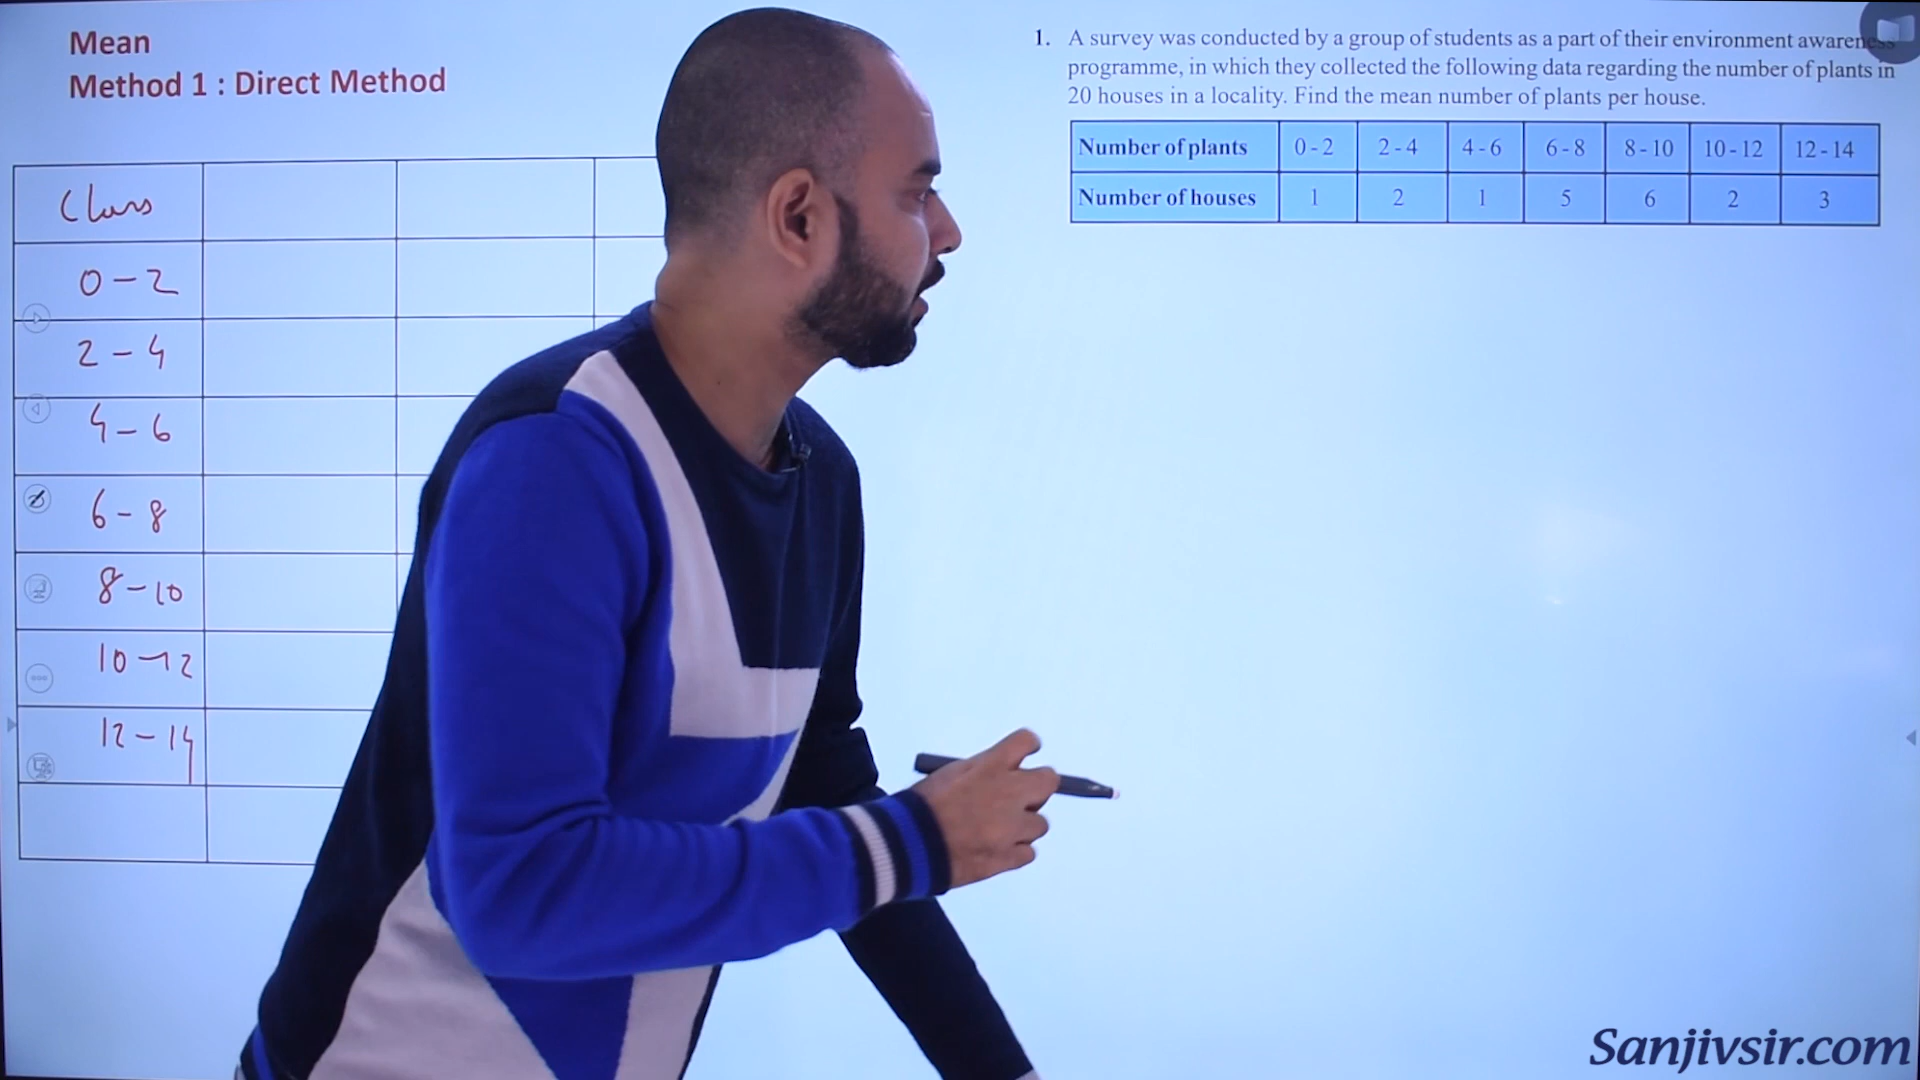 Mean
Method 1 : Direct Method
Class
0 - 2
2 - 4
4 - 6
6 - 8
8 - 10
10 - 12
12 - 14
1. A survey was conducted by a group of students as a part of their environment awareness
programme, in which they collected the following data regarding the number of plants in
20 houses in a locality. Find the mean number of plants per house.
Number of plants 0 - 2 2 - 4 4 - 6 6 - 8 8 - 10 10 - 12 12 - 14
Number of houses 1 2 1 5 6 2 3
Sanjivsir.com